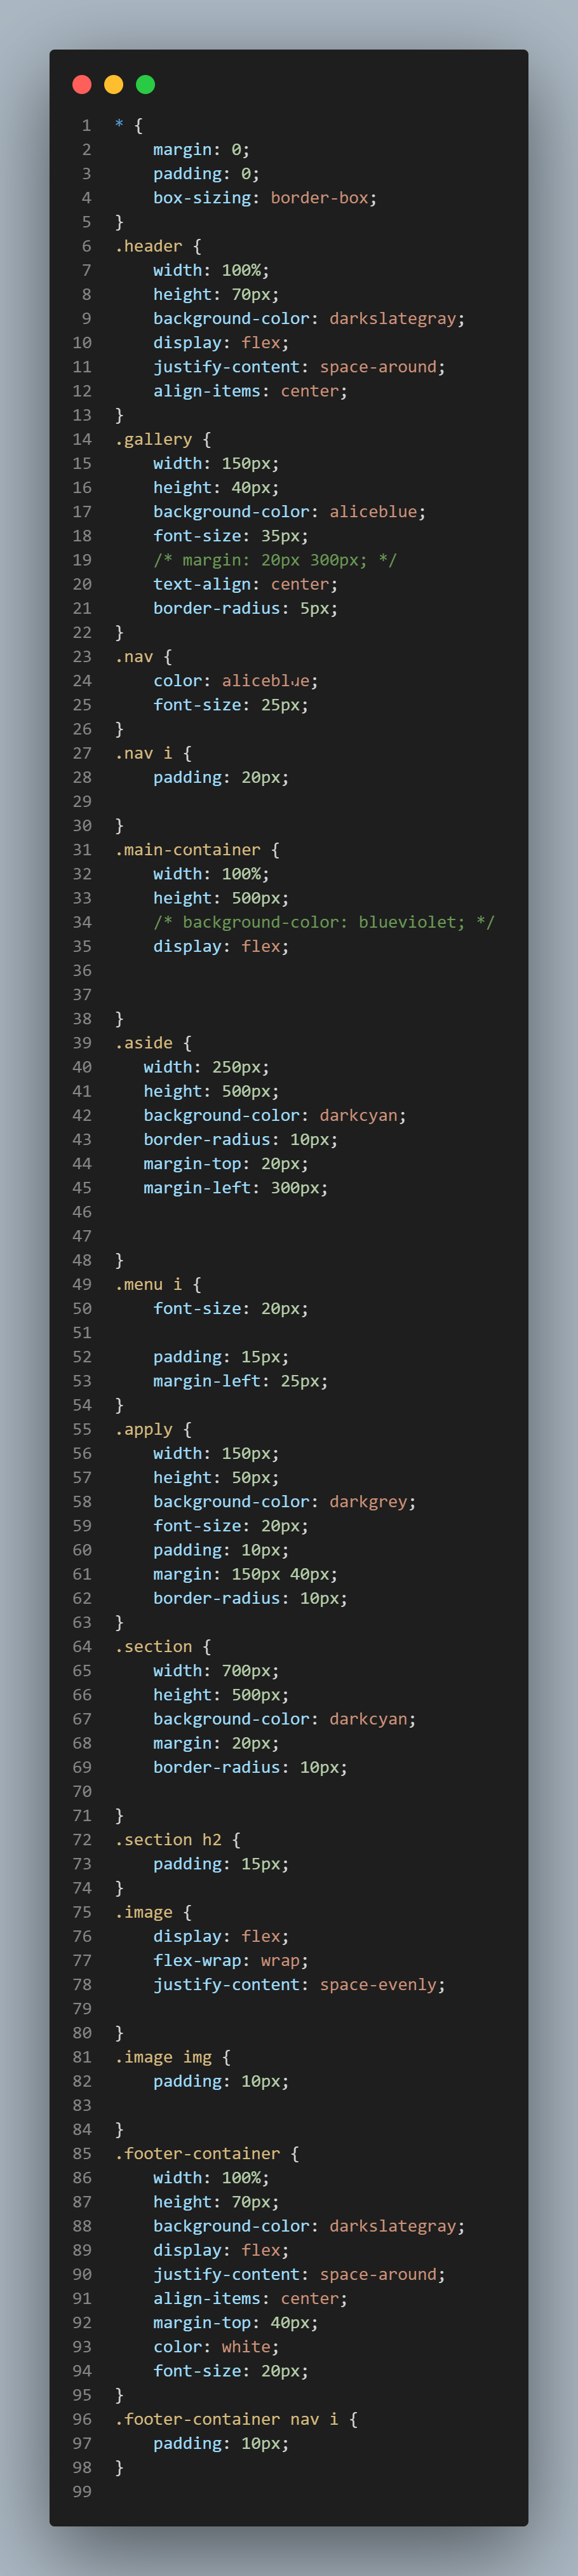 1 * {
2     margin: 0;
3     padding: 0;
4     box-sizing: border-box;
5 }
6 .header {
7     width: 100%;
8     height: 70px;
9     background-color: darkslategray;
10     display: flex;
11     justify-content: space-around;
12     align-items: center;
13 }
14 .gallery {
15     width: 150px;
16     height: 40px;
17     background-color: aliceblue;
18     font-size: 35px;
19     /* margin: 20px 300px; */
20     text-align: center;
21     border-radius: 5px;
22 }
23 .nav {
24     color: aliceblue;
25     font-size: 25px;
26 }
27 .nav i {
28     padding: 20px;
29
30 }
31 .main-container {
32     width: 100%;
33     height: 500px;
34     /* background-color: blueviolet; */
35     display: flex;
36
37
38 }
39 .aside {
40    width: 250px;
41    height: 500px;
42    background-color: darkcyan;
43    border-radius: 10px;
44    margin-top: 20px;
45    margin-left: 300px;
46
47
48 }
49 .menu i {
50     font-size: 20px;
51
52     padding: 15px;
53     margin-left: 25px;
54 }
55 .apply {
56     width: 150px;
57     height: 50px;
58     background-color: darkgrey;
59     font-size: 20px;
60     padding: 10px;
61     margin: 150px 40px;
62     border-radius: 10px;
63 }
64 .section {
65     width: 700px;
66     height: 500px;
67     background-color: darkcyan;
68     margin: 20px;
69     border-radius: 10px;
70
71 }
72 .section h2 {
73     padding: 15px;
74 }
75 .image {
76     display: flex;
77     flex-wrap: wrap;
78     justify-content: space-evenly;
79
80 }
81 .image img {
82     padding: 10px;
83
84 }
85 .footer-container {
86     width: 100%;
87     height: 70px;
88     background-color: darkslategray;
89     display: flex;
90     justify-content: space-around;
91     align-items: center;
92     margin-top: 40px;
93     color: white;
94     font-size: 20px;
95 }
96 .footer-container nav i {
97     padding: 10px;
98 }
99